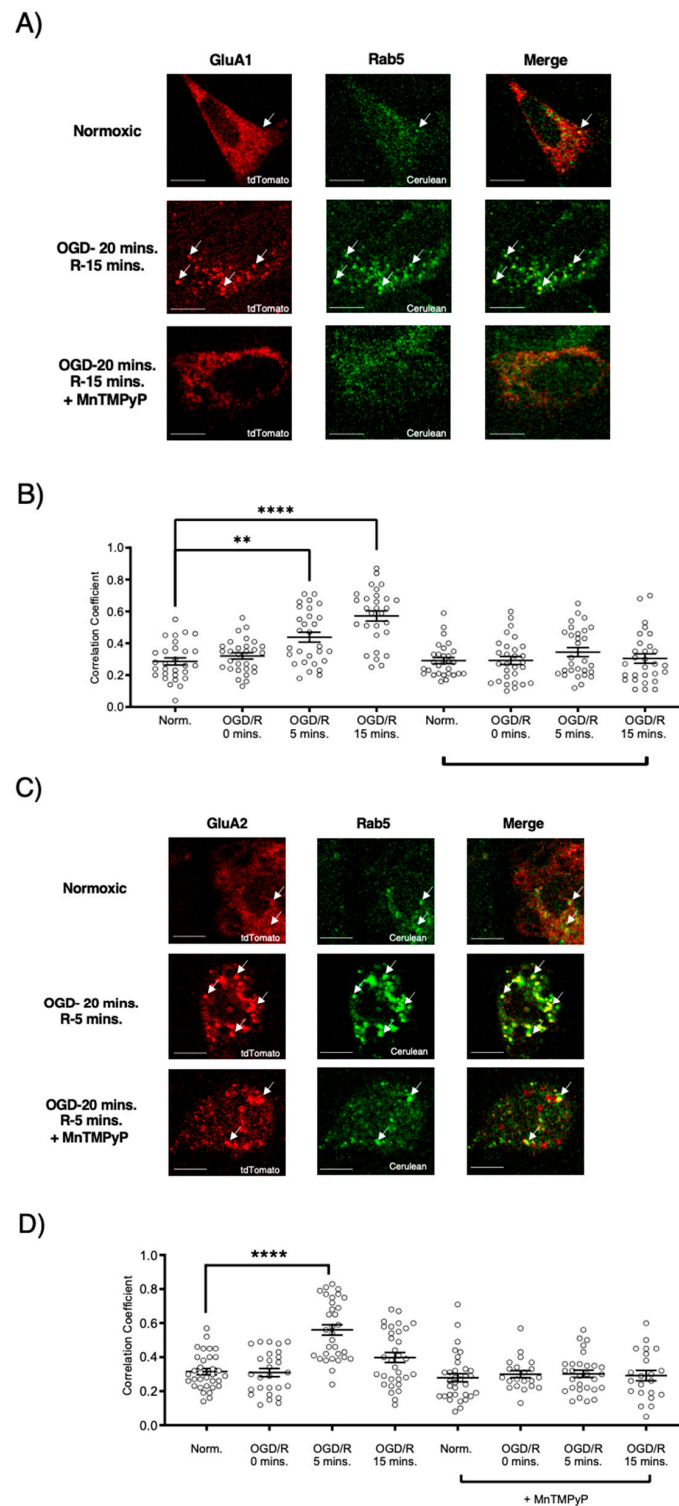 A)
GluA1 Rab5 Merge
Normoxic
tdTomato Cerulean
OGD- 20 mins.
R-15 mins.
tdTomato Cerulean
OGD-20 mins.
R-15 mins.
+ MnTMPyP
tdTomato Cerulean
B)
**** 
**
Correlation Coefficient
1.0
0.8
0.6
0.4
0.2
0.0
Norm. OGD/R OGD/R OGD/R Norm. OGD/R OGD/R OGD/R
0 mins. 5 mins. 15 mins. 0 mins. 5 mins. 15 mins.
C)
GluA2 Rab5 Merge
Normoxic
tdTomato Cerulean
OGD- 20 mins.
R-5 mins.
tdTomato Cerulean
OGD-20 mins.
R-5 mins.
+ MnTMPyP
tdTomato Cerulean
D)
****
Correlation Coefficient
1.0
0.8
0.6
0.4
0.2
0.0
Norm. OGD/R OGD/R OGD/R Norm. OGD/R OGD/R OGD/R
0 mins. 5 mins. 15 mins. 0 mins. 5 mins. 15 mins.
+ MnTMPyP